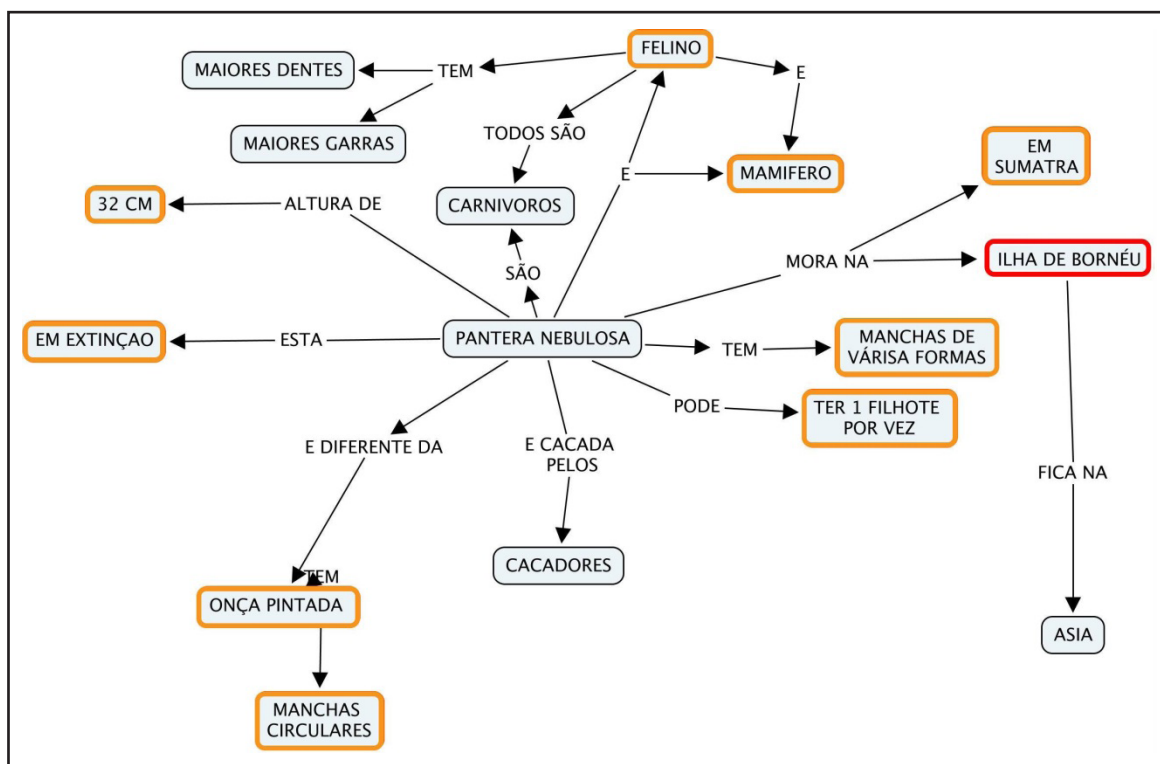 FELINO
MAIORES DENTES
TEM
E
MAIORES GARRAS
TODOS SÃO
EM
SUMATRA
E
MAMIFERO
32 CM
ALTURA DE
CARNIVOROS
MORA NA
ILHA DE BORNÉU
SÃO
EM EXTINÇAO
ESTA
PANTERA NEBULOSA
TEM
MANCHAS DE
VÁRISA FORMAS
PODE
TER 1 FILHOTE
POR VEZ
E DIFERENTE DA
E CACADA
PELOS
FICA NA
CACADORES
TEM
ONÇA PINTADA
ASIA
MANCHAS
CIRCULARES